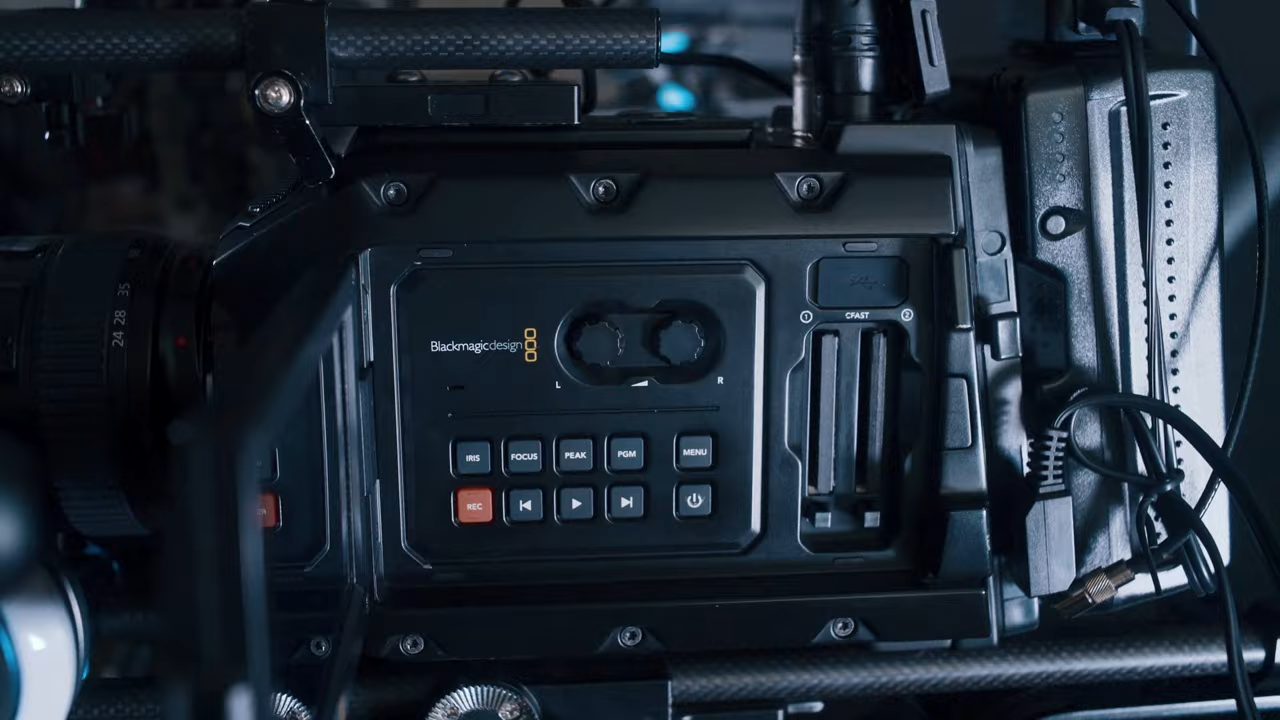 24 28 35
Blackmagicdesign
L R
1 CFAST 2
IRIS FOCUS PEAK PGM MENU
REC